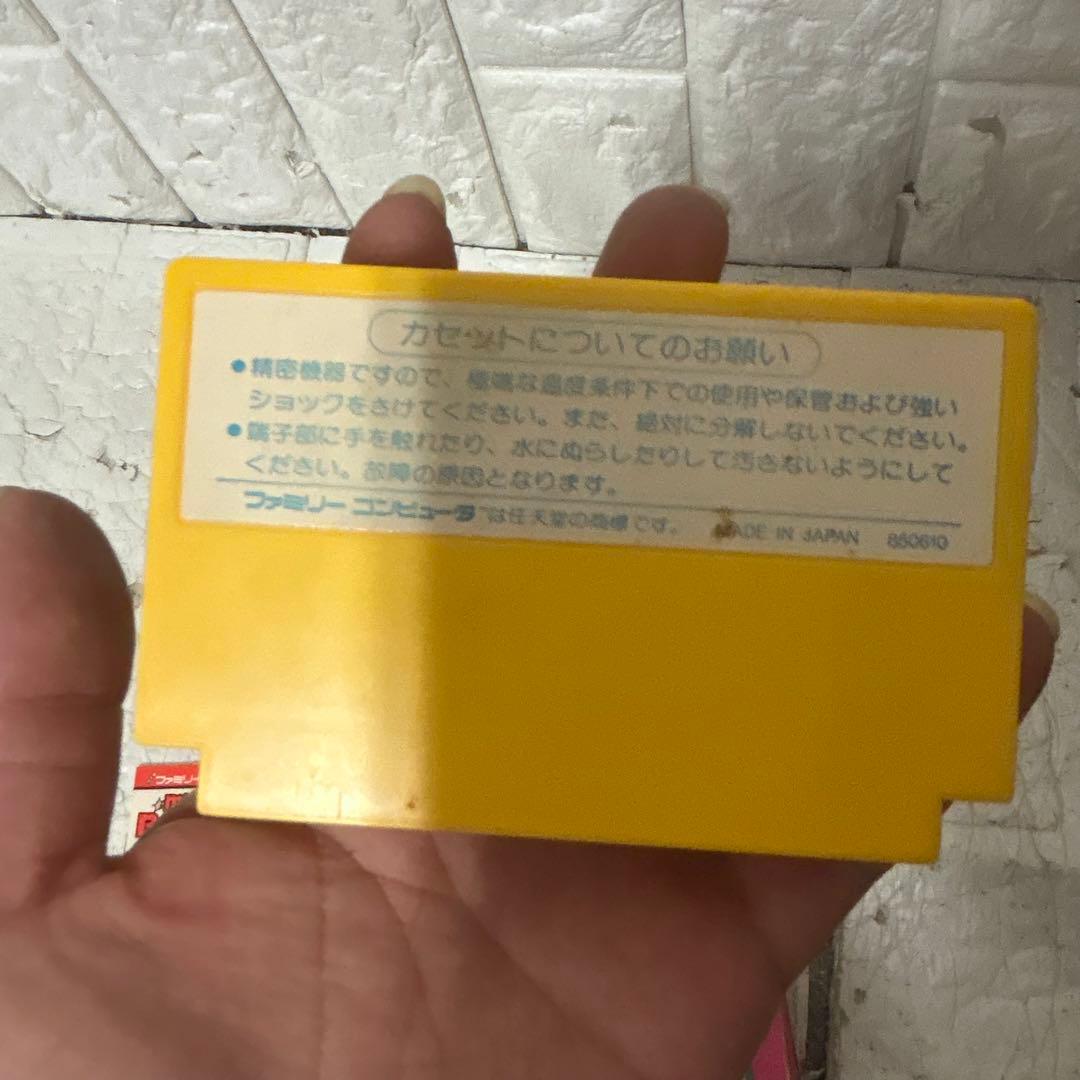 カセットについてのお願い
●精密機器ですので、極端な温度条件下での使用や保管および強い
ショックをさけてください。また、絶対に分解しないでください。
●端子部に手を触れたり、水にぬらしたりして汚さないようにして
ください。故障の原因となります。
ファミリー コンピュータ™は任天堂の商標です。 MADE IN JAPAN 850610
ファミリー